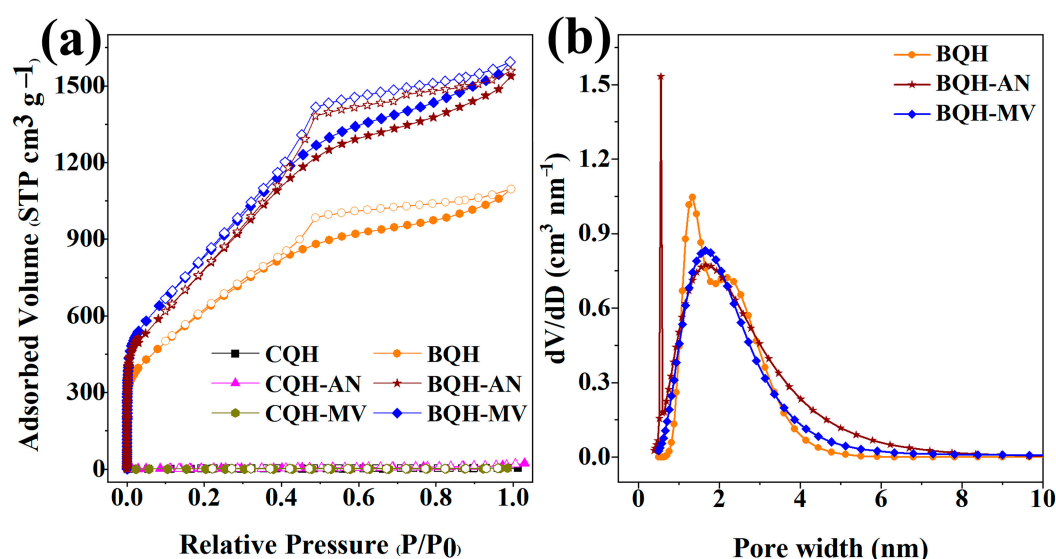 (a)
Adsorbed Volume (STP cm³ g⁻¹)
1500
1200
900
600
300
0
CQH
BQH
CQH-AN
BQH-AN
CQH-MV
BQH-MV
0.0 0.2 0.4 0.6 0.8 1.0
Relative Pressure (P/P0)
(b)
dV/dD (cm³ nm⁻¹)
1.5
1.2
0.9
0.6
0.3
0.0
BQH
BQH-AN
BQH-MV
0 2 4 6 8 10
Pore width (nm)